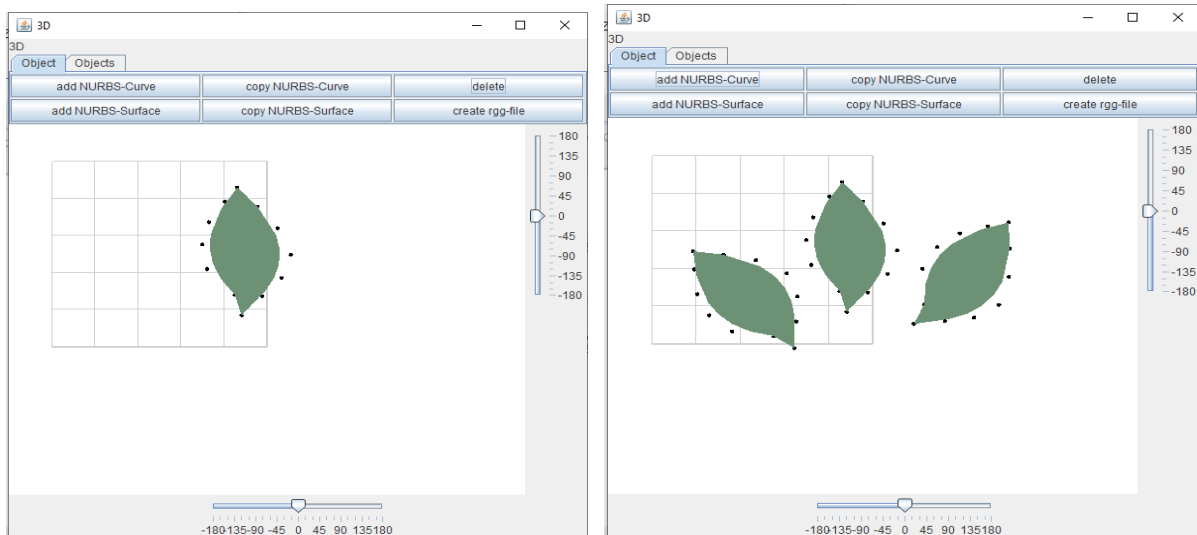 3D
3D
Object Objects
add NURBS-Curve copy NURBS-Curve delete
add NURBS-Surface copy NURBS-Surface create rgg-file
180
135
90
45
0
-45
-90
-135
-180
-180-135-90 -45 0 45 90 135180
3D
3D
Object Objects
add NURBS-Curve copy NURBS-Curve delete
add NURBS-Surface copy NURBS-Surface create rgg-file
180
135
90
45
0
-45
-90
-135
-180
-180-135-90 -45 0 45 90 135180